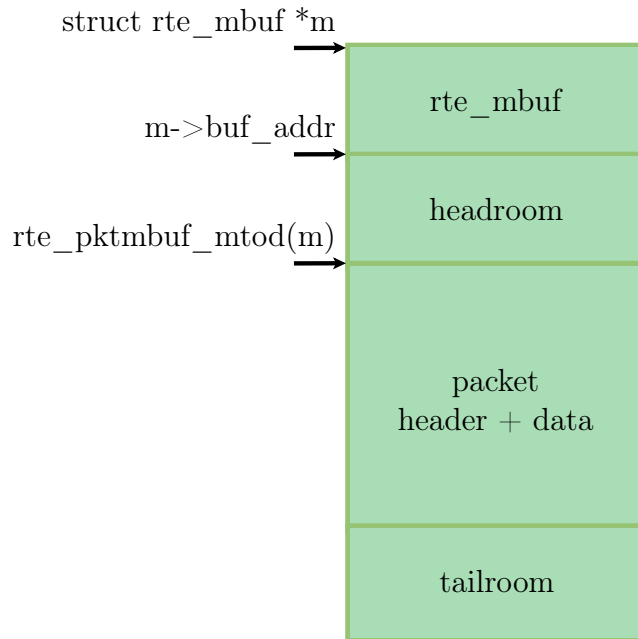 struct rte_mbuf *m
rte_mbuf
m->buf_addr
headroom
rte_pktmbuf_mtod(m)
packet
header + data
tailroom